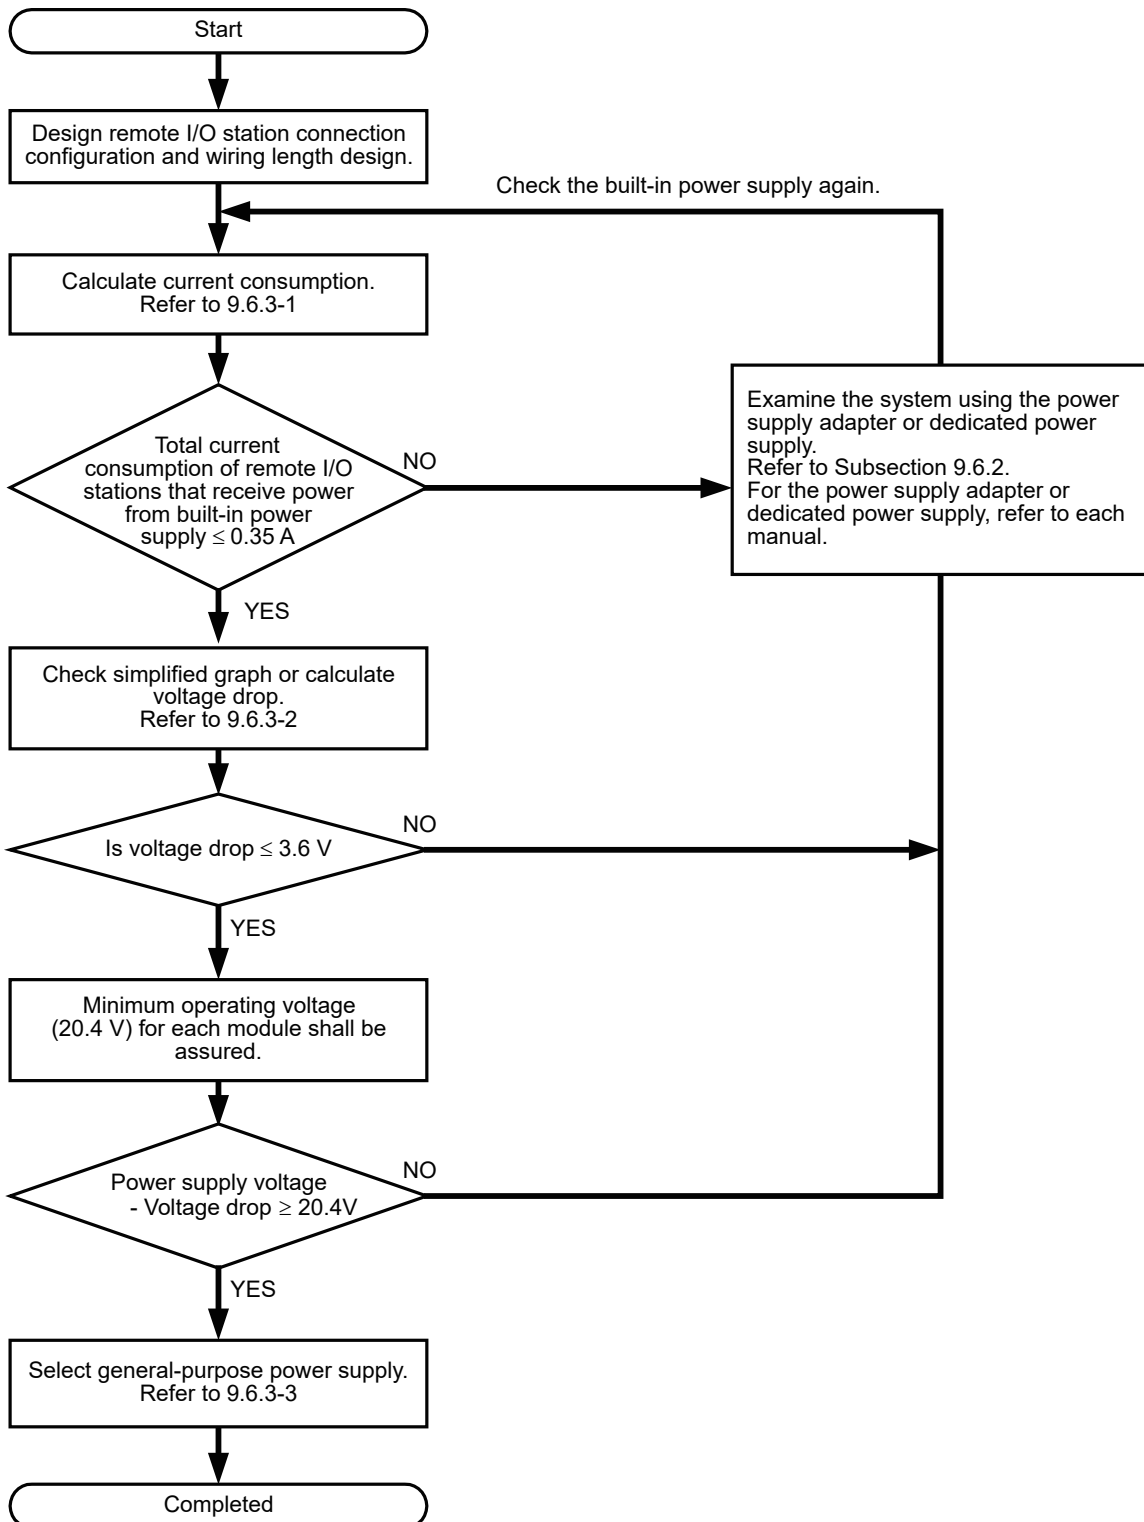 Start
Design remote I/O station connection
configuration and wiring length design.
Check the built-in power supply again.
Calculate current consumption.
Refer to 9.6.3-1
Total current
consumption of remote I/O
stations that receive power
from built-in power
supply ≤ 0.35 A
NO
Examine the system using the power
supply adapter or dedicated power
supply.
Refer to Subsection 9.6.2.
For the power supply adapter or
dedicated power supply, refer to each
manual.
YES
Check simplified graph or calculate
voltage drop.
Refer to 9.6.3-2
Is voltage drop ≤ 3.6 V
NO
YES
Minimum operating voltage
(20.4 V) for each module shall be
assured.
Power supply voltage
- Voltage drop ≥ 20.4V
NO
YES
Select general-purpose power supply.
Refer to 9.6.3-3
Completed